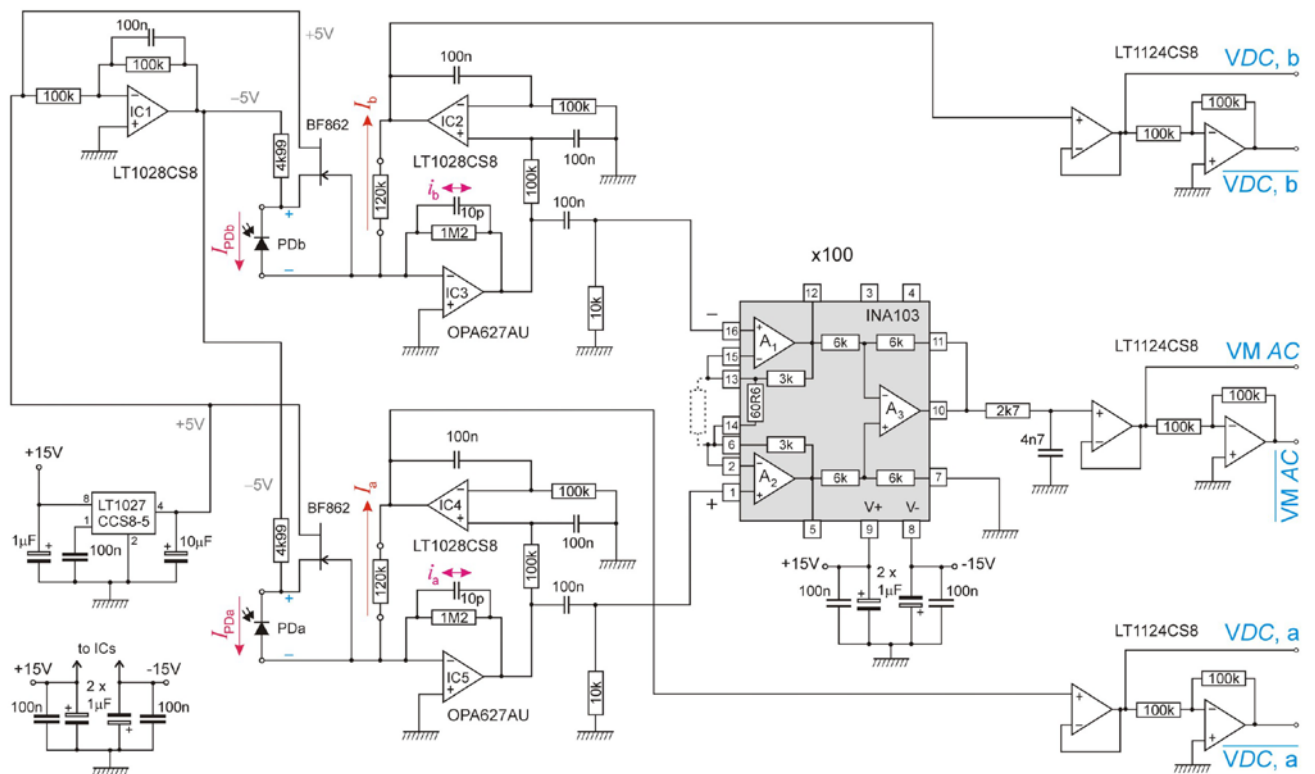 100n
100k
100k
IC1
LT1028CS8
+5V
−5V
4k99
BF862
I_PDb
PDb
I_b
100n
100k
IC2
LT1028CS8
100n
120k
100k
i_b
10p
1M2
IC3
OPA627AU
100n
10k
LT1124CS8
VDC, b
100k
100k
VDC, b
x100
INA103
12
3
4
16
15
13
14
6
2
1
A1
A2
A3
6k
6k
3k
60R6
3k
6k
6k
11
10
7
5
V+
V-
9
8
+15V
-15V
100n
2 x
1µF
100n
2k7
4n7
LT1124CS8
VM AC
100k
100k
VM AC
+5V
+15V
8
LT1027
CCS8-5
4
1
2
1µF
100n
10µF
−5V
4k99
BF862
I_PDa
PDa
I_a
100n
100k
IC4
LT1028CS8
100n
120k
100k
i_a
10p
1M2
IC5
OPA627AU
100n
10k
to ICs
+15V
-15V
2 x
1µF
100n
100n
LT1124CS8
VDC, a
100k
100k
VDC, a